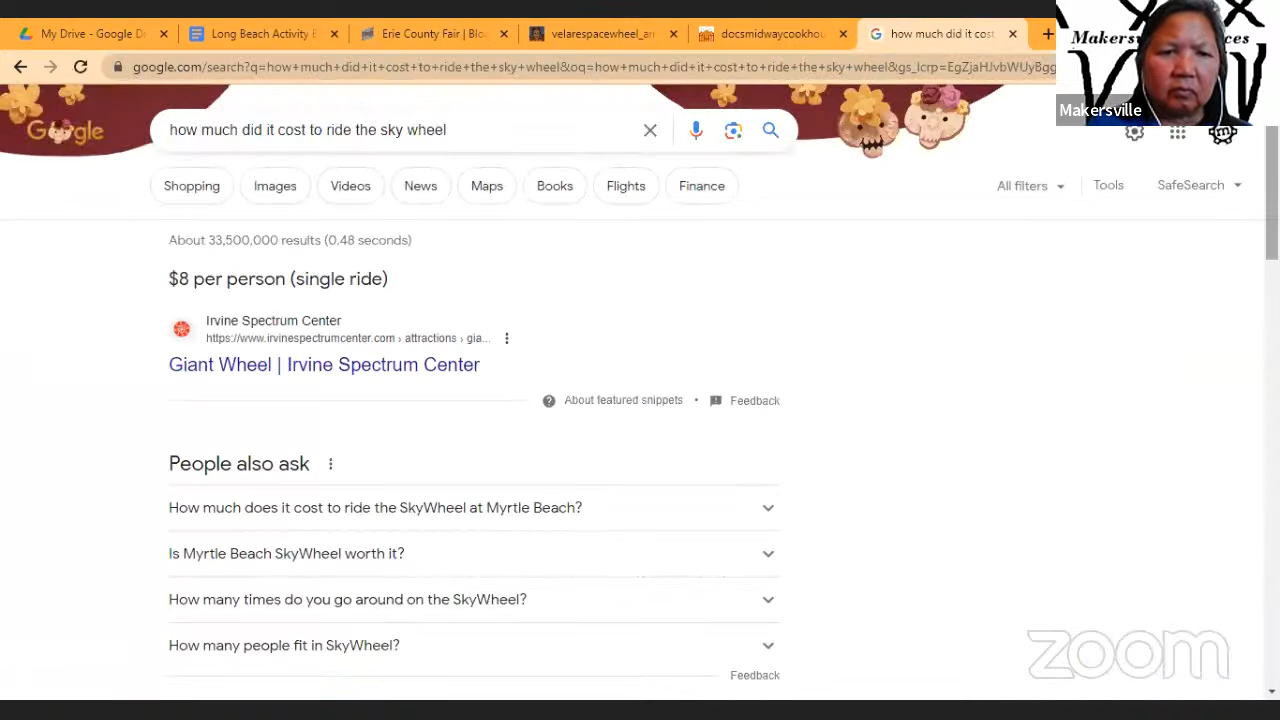 My Drive - Google D
Long Beach Activity B
Erie County Fair | Blo
velarespacewheel_am
docsmidwaycookhou
how much did it cost
google.com/search?q=how+much+did+it+cost+to+ride+the+sky+wheel&oq=how+much+did+it+cost+to+ride+the+sky+wheel&gs_lcrp=EgZjaHJvbWUyBgg
Makersville
Google
how much did it cost to ride the sky wheel
Shopping
Images
Videos
News
Maps
Books
Flights
Finance
All filters
Tools
SafeSearch
About 33,500,000 results (0.48 seconds)
$8 per person (single ride)
Irvine Spectrum Center
https://www.irvinespectrumcenter.com › attractions › gia...
Giant Wheel | Irvine Spectrum Center
About featured snippets • Feedback
People also ask
How much does it cost to ride the SkyWheel at Myrtle Beach?
Is Myrtle Beach SkyWheel worth it?
How many times do you go around on the SkyWheel?
How many people fit in SkyWheel?
Feedback
zoom